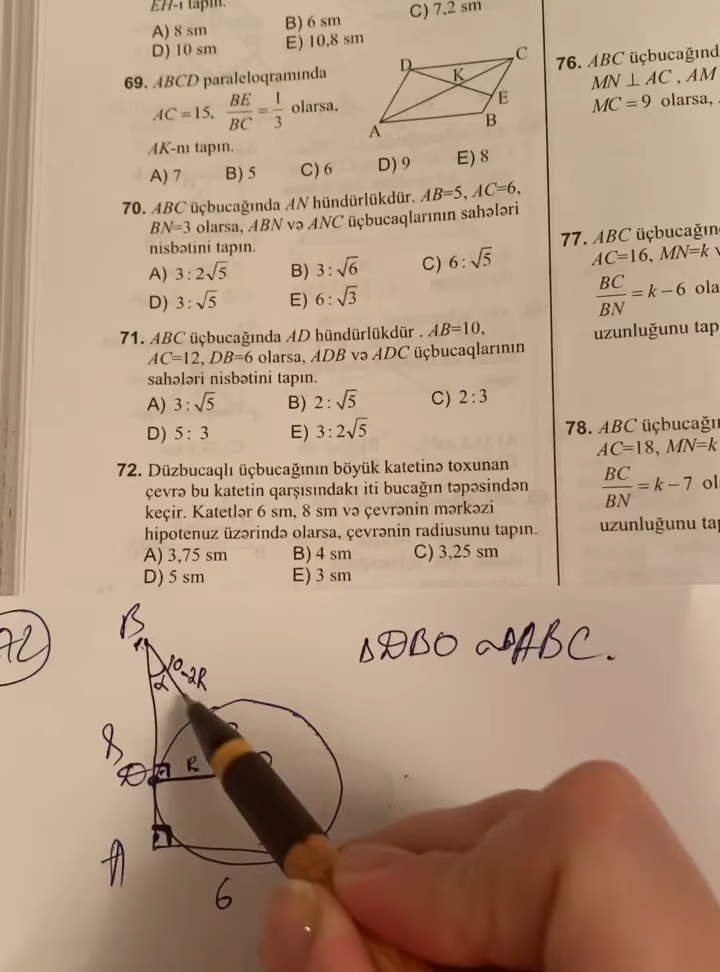 EH-ı tapın.
A) 8 sm B) 6 sm C) 7,2 sm
D) 10 sm E) 10,8 sm
69. ABCD paraleloqramında
AC = 15, BE/BC = 1/3 olarsa,
AK-nı tapın.
D C K E A B
A) 7 B) 5 C) 6 D) 9 E) 8
70. ABC üçbucağında AN hündürlükdür. AB=5, AC=6,
BN=3 olarsa, ABN və ANC üçbucaqlarının sahələri
nisbətini tapın.
A) 3 : 2√5 B) 3 : √6 C) 6 : √5
D) 3 : √5 E) 6 : √3
71. ABC üçbucağında AD hündürlükdür . AB=10,
AC=12, DB=6 olarsa, ADB və ADC üçbucaqlarının
sahələri nisbətini tapın.
A) 3 : √5 B) 2 : √5 C) 2 : 3
D) 5 : 3 E) 3 : 2√5
72. Düzbucaqlı üçbucağının böyük katetinə toxunan
çevrə bu katetin qarşısındakı iti bucağın təpəsindən
keçir. Katetlər 6 sm, 8 sm və çevrənin mərkəzi
hipotenuz üzərində olarsa, çevrənin radiusunu tapın.
A) 3,75 sm B) 4 sm C) 3,25 sm
D) 5 sm E) 3 sm
76. ABC üçbucağınd
MN ⊥ AC , AM
MC = 9 olarsa,
77. ABC üçbucağın
AC=16, MN=k
BC/BN = k – 6 ola
uzunluğunu tap
78. ABC üçbucağı
AC=18, MN=k
BC/BN = k – 7 ol
uzunluğunu ta
72
B
ΔDBO ~ ΔABC.
10-2R
α
8
D R
A
6